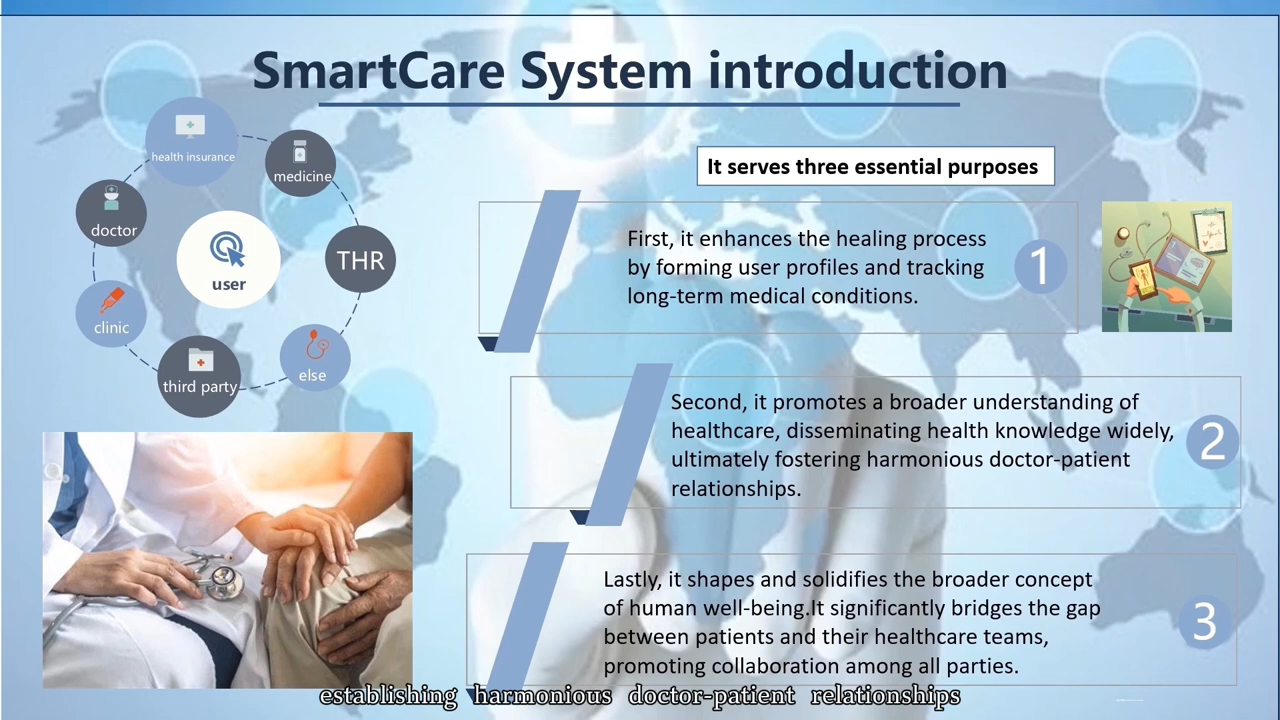 SmartCare System introduction
health insurance
medicine
doctor
THR
user
clinic
else
third party
It serves three essential purposes
First, it enhances the healing process
by forming user profiles and tracking
long-term medical conditions.
1
Second, it promotes a broader understanding of
healthcare, disseminating health knowledge widely,
ultimately fostering harmonious doctor-patient
relationships.
2
Lastly, it shapes and solidifies the broader concept
of human well-being.It significantly bridges the gap
between patients and their healthcare teams,
promoting collaboration among all parties.
3
establishing harmonious doctor-patient relationships